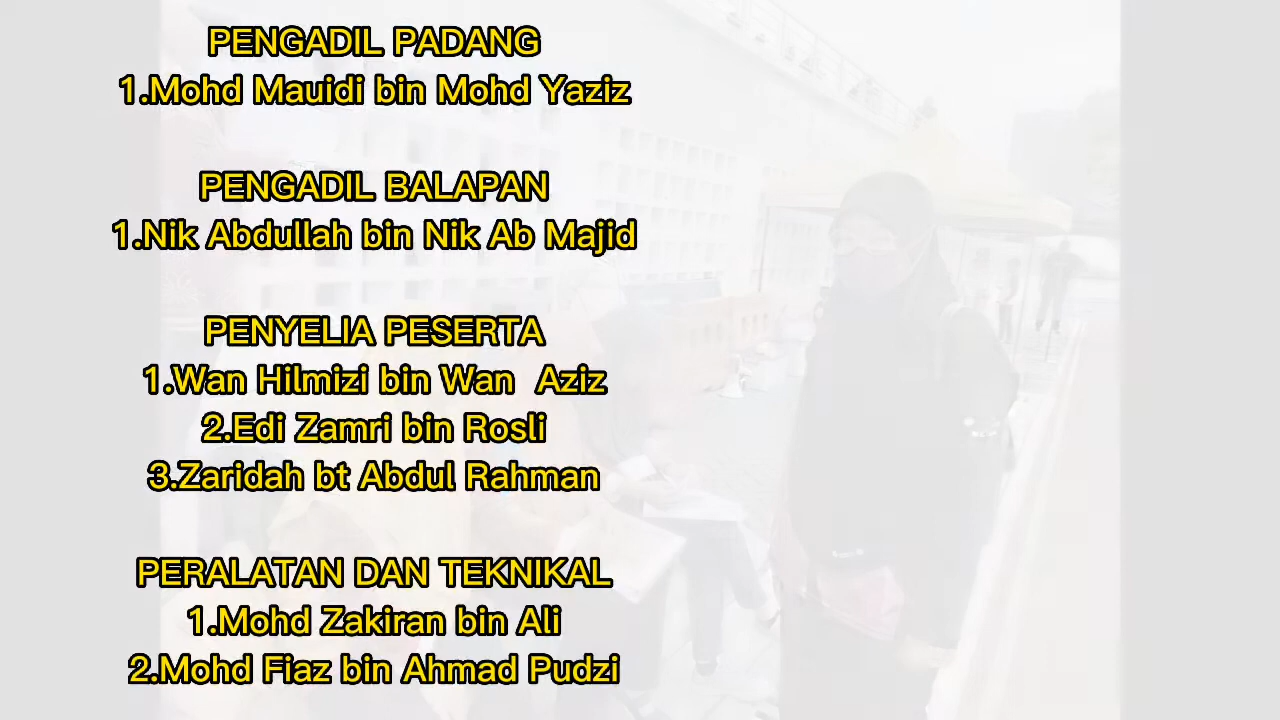 PENGADIL PADANG
1.Mohd Mauidi bin Mohd Yaziz
PENGADIL BALAPAN
1.Nik Abdullah bin Nik Ab Majid
PENYELIA PESERTA
1.Wan Hilmizi bin Wan  Aziz
2.Edi Zamri bin Rosli
3.Zaridah bt Abdul Rahman
PERALATAN DAN TEKNIKAL
1.Mohd Zakiran bin Ali
2.Mohd Fiaz bin Ahmad Pudzi